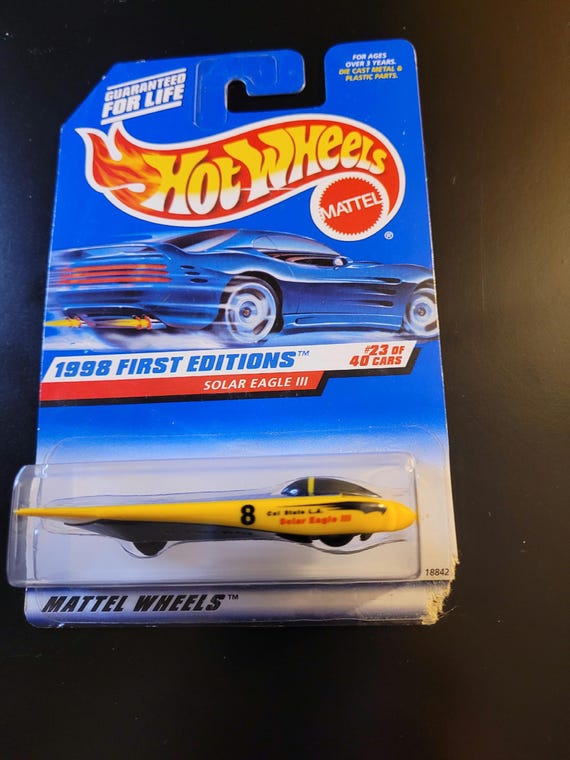 GUARANTEED
FOR LIFE
FOR AGES
OVER 3 YEARS.
DIE CAST METAL &
PLASTIC PARTS.
HOT WHEELS
MATTEL
®
1998 FIRST EDITIONS™
#23 OF
40 CARS
SOLAR EAGLE III
8
Cal State L.A.
Solar Eagle III
18842
MATTEL WHEELS™